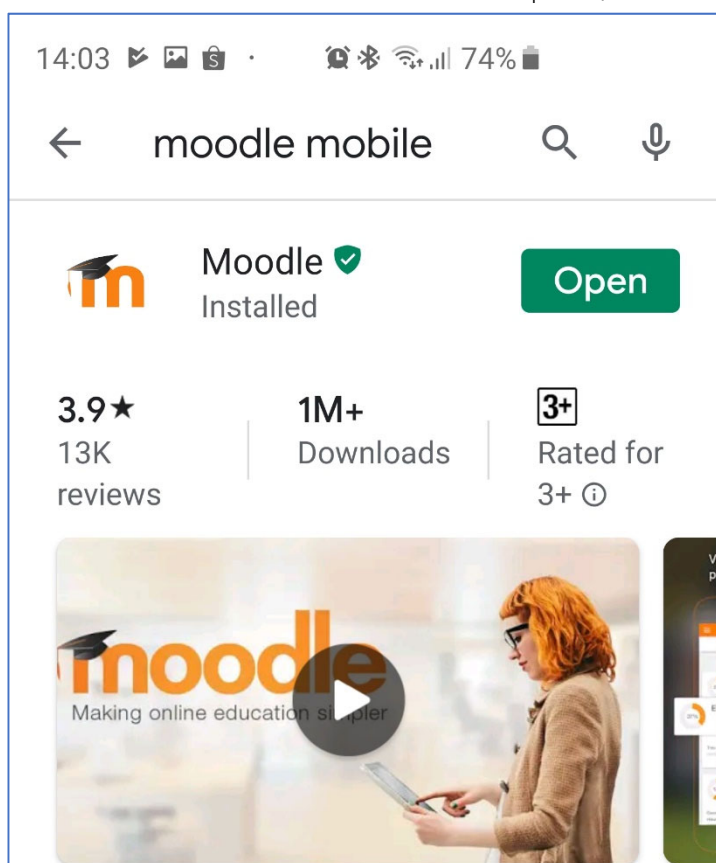 14:03 74%
moodle mobile
m
Moodle
Installed
Open
3.9★
13K
reviews
1M+
Downloads
3+
Rated for
3+
moodle
Making online education simpler